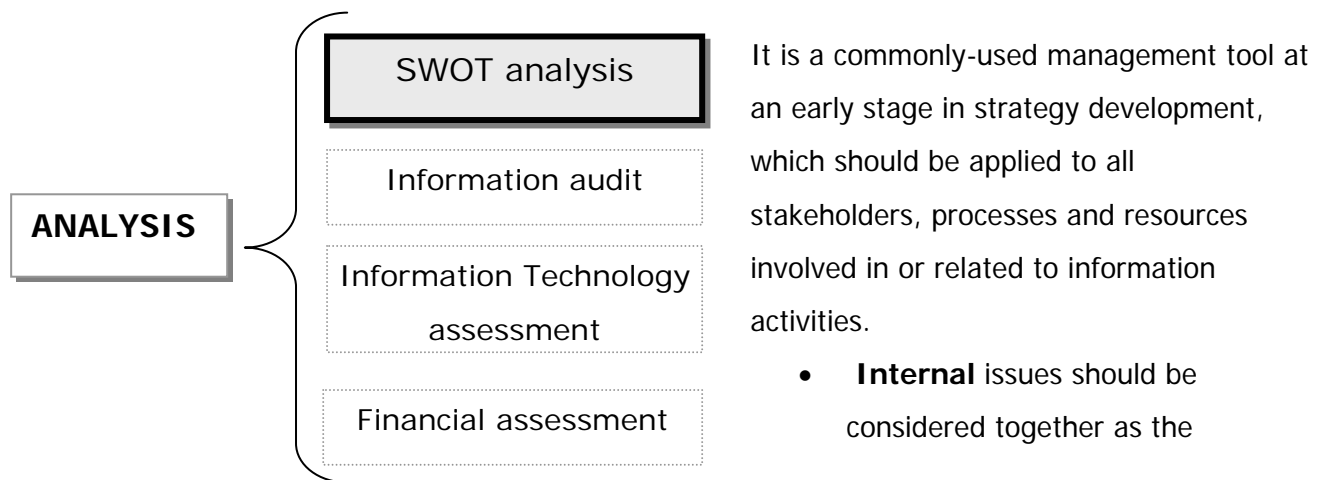 ANALYSIS
SWOT analysis
Information audit
Information Technology
assessment
Financial assessment
It is a commonly-used management tool at
an early stage in strategy development,
which should be applied to all
stakeholders, processes and resources
involved in or related to information
activities.
• Internal issues should be
considered together as the